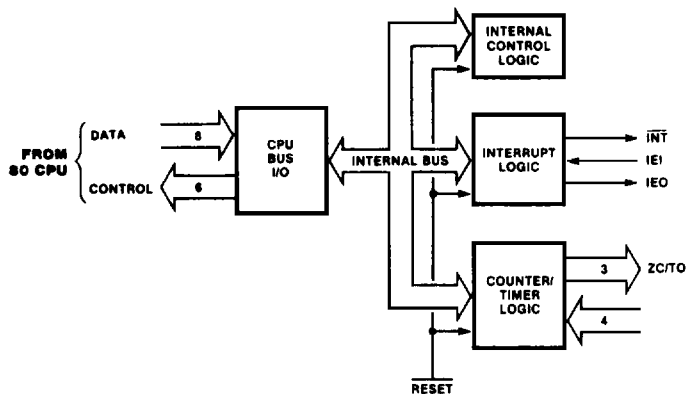 INTERNAL
CONTROL
LOGIC
FROM
80 CPU
DATA
8
CONTROL
6
CPU
BUS
I/O
INTERNAL BUS
INTERRUPT
LOGIC
INT
IEI
IEO
COUNTER/
TIMER
LOGIC
3
ZC/TO
4
RESET